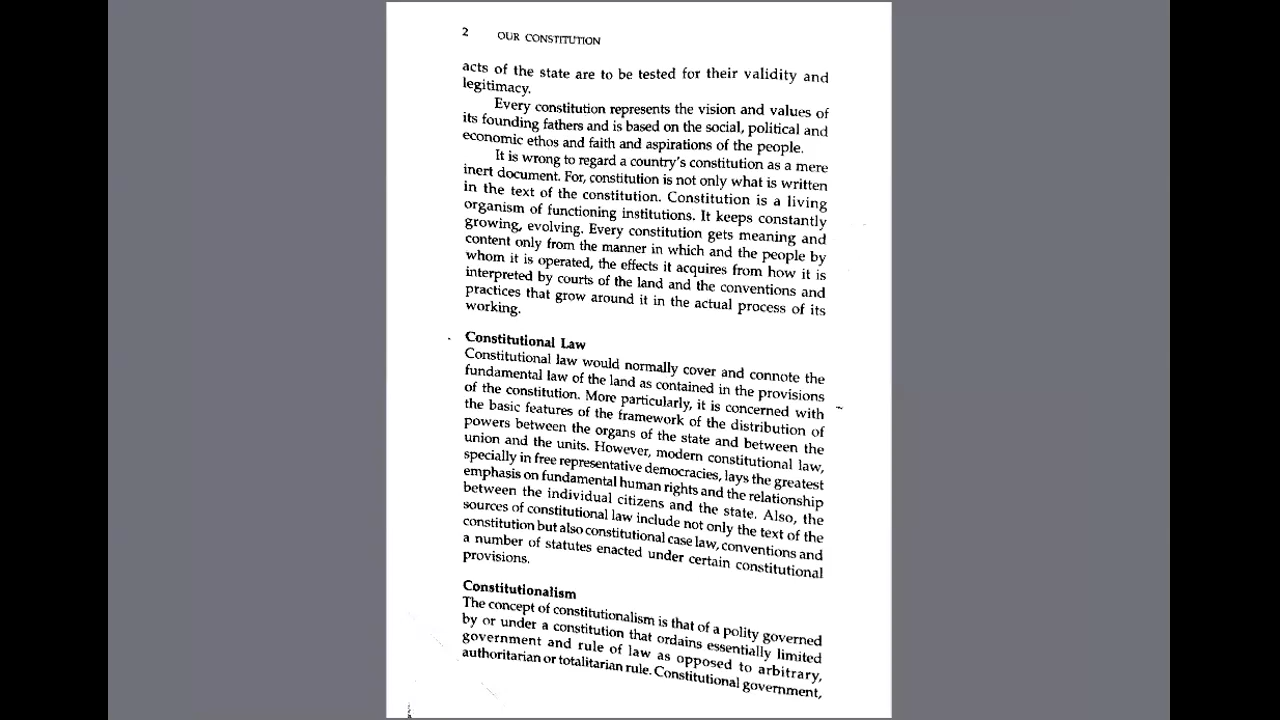 2 OUR CONSTITUTION
acts of the state are to be tested for their validity and
legitimacy.
Every constitution represents the vision and values of
its founding fathers and is based on the social, political and
economic ethos and faith and aspirations of the people.
It is wrong to regard a country's constitution as a mere
inert document. For, constitution is not only what is written
in the text of the constitution. Constitution is a living
organism of functioning institutions. It keeps constantly
growing, evolving. Every constitution gets meaning and
content only from the manner in which and the people by
whom it is operated, the effects it acquires from how it is
interpreted by courts of the land and the conventions and
practices that grow around it in the actual process of its
working.
Constitutional Law
Constitutional law would normally cover and connote the
fundamental law of the land as contained in the provisions
of the constitution. More particularly, it is concerned with
the basic features of the framework of the distribution of
powers between the organs of the state and between the
union and the units. However, modern constitutional law,
specially in free representative democracies, lays the greatest
emphasis on fundamental human rights and the relationship
between the individual citizens and the state. Also, the
sources of constitutional law include not only the text of the
constitution but also constitutional case law, conventions and
a number of statutes enacted under certain constitutional
provisions.
Constitutionalism
The concept of constitutionalism is that of a polity governed
by or under a constitution that ordains essentially limited
government and rule of law as opposed to arbitrary,
authoritarian or totalitarian rule. Constitutional government,